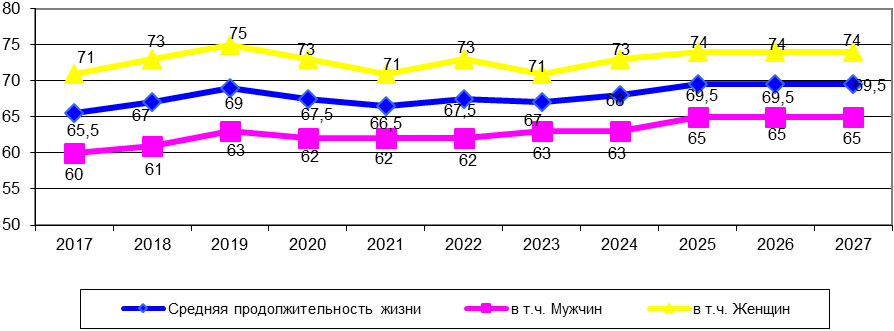 80
75
70
65
60
55
50
71 73 75 73 71 73 71 73 74 74 74
65,5 67 69 67,5 66,5 67,5 67 68 69,5 69,5 69,5
60 61 63 62 62 62 63 63 65 65 65
2017 2018 2019 2020 2021 2022 2023 2024 2025 2026 2027
Средняя продолжительность жизни в т.ч. Мужчин в т.ч. Женщин